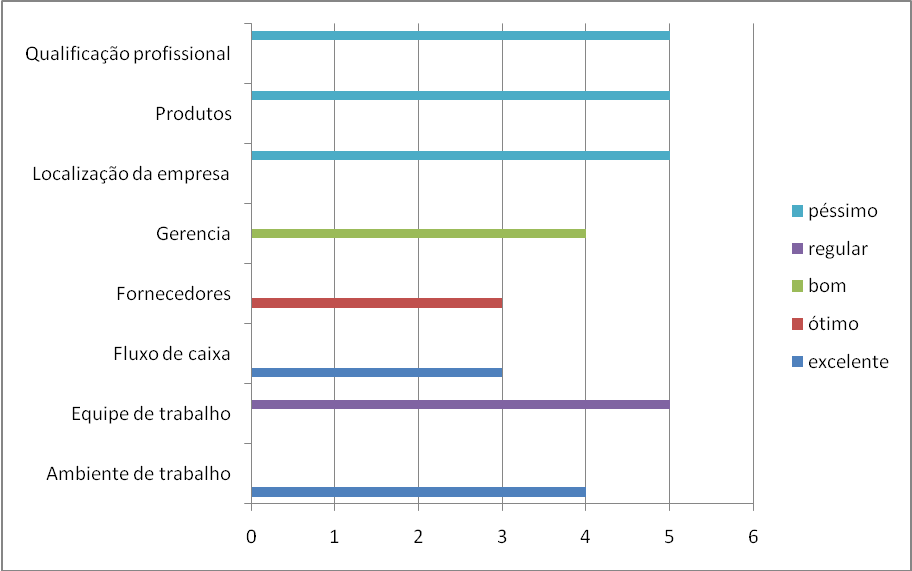 Qualificação profissional
Produtos
Localização da empresa
Gerencia
Fornecedores
Fluxo de caixa
Equipe de trabalho
Ambiente de trabalho
0 1 2 3 4 5 6
péssimo
regular
bom
ótimo
excelente